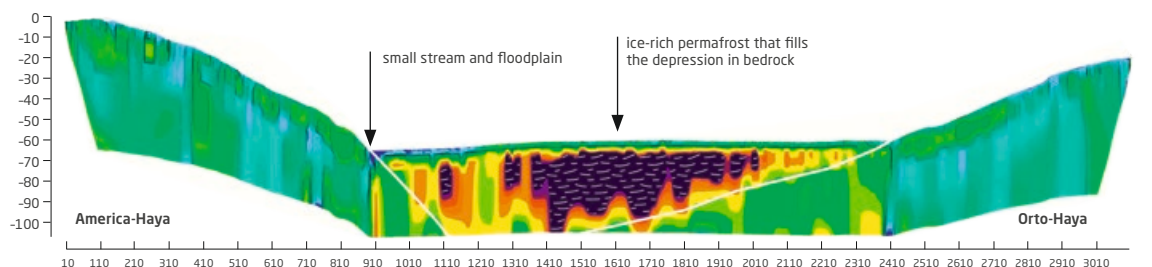 0
-10
-20
-30
-40
-50
-60
-70
-80
-90
-100
small stream and floodplain
ice-rich permafrost that fills
the depression in bedrock
America-Haya
Orto-Haya
10 110 210 310 410 510 610 710 810 910 1010 1110 1210 1310 1410 1510 1610 1710 1810 1910 2010 2110 2210 2310 2410 2510 2610 2710 2810 2910 3010